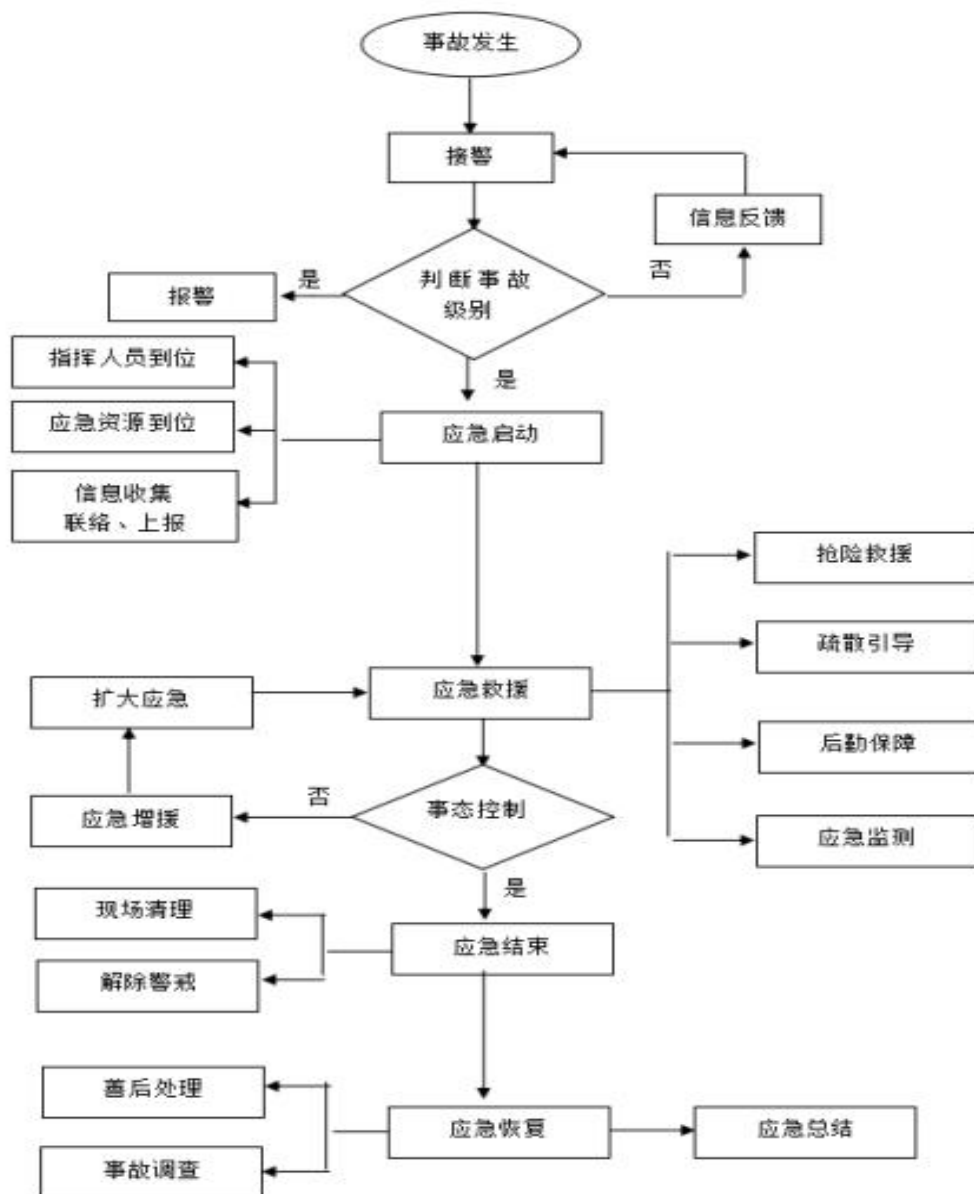 事故发生
接警
信息反馈
判断事故
级别
是
否
报警
指挥人员到位
是
应急资源到位
应急启动
信息收集
联络、上报
抢险救援
疏散引导
扩大应急
应急救援
后勤保障
否
事态控制
应急增援
应急监测
是
现场清理
应急结束
解除警戒
善后处理
应急恢复
应急总结
事故调查